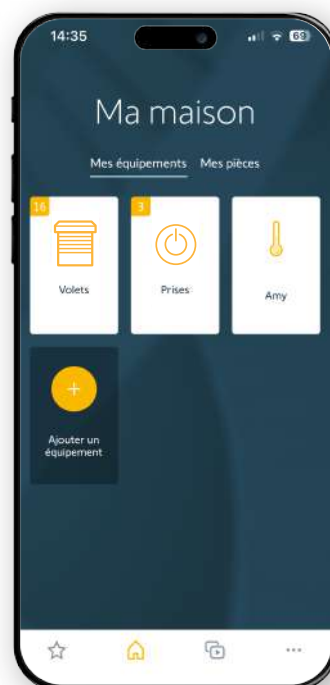 14:35
69
Ma maison
Mes équipements Mes pièces
16
3
Volets
Prises
Amy
+
Ajouter un
équipement